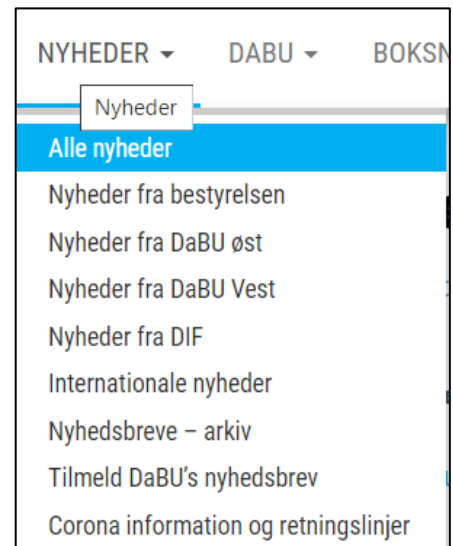 NYHEDER DABU BOKSN
Nyheder
Alle nyheder
Nyheder fra bestyrelsen
Nyheder fra DaBU øst
Nyheder fra DaBU Vest
Nyheder fra DIF
Internationale nyheder
Nyhedsbreve – arkiv
Tilmeld DaBU's nyhedsbrev
Corona information og retningslinjer